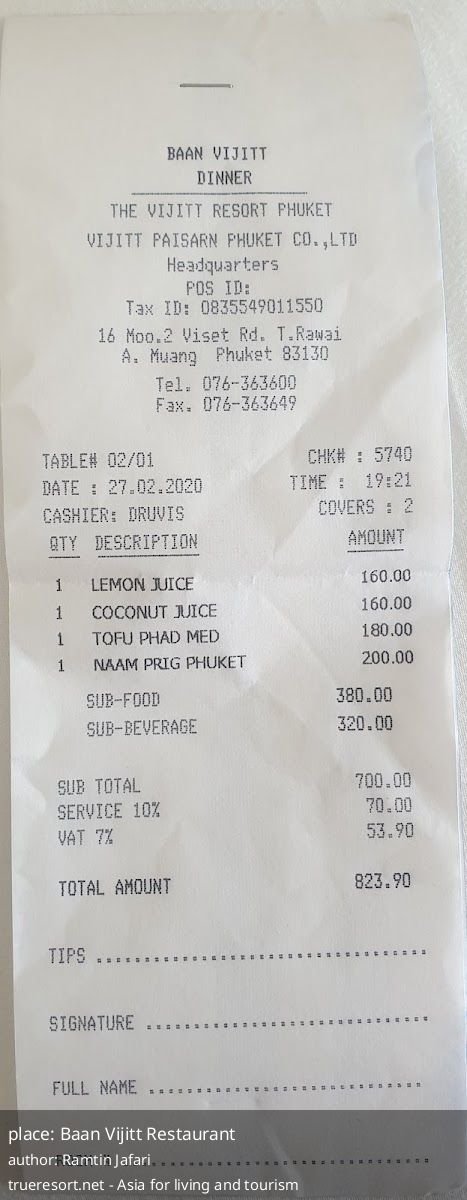 BAAN VIJITT
DINNER
THE VIJITT RESORT PHUKET
VIJITT PAISARN PHUKET CO.,LTD
Headquarters
POS ID:
Tax ID: 0835549011550
16 Moo.2 Viset Rd. T.Rawai
A. Muang Phuket 83130
Tel. 076-363600
Fax. 076-363649
TABLE# 02/01 CHK# : 5740
DATE : 27.02.2020 TIME : 19:21
CASHIER: DRUVIS COVERS : 2
QTY DESCRIPTION AMOUNT
1 LEMON JUICE 160.00
1 COCONUT JUICE 160.00
1 TOFU PHAD MED 180.00
1 NAAM PRIG PHUKET 200.00
SUB-FOOD 380.00
SUB-BEVERAGE 320.00
SUB TOTAL 700.00
SERVICE 10% 70.00
VAT 7% 53.90
TOTAL AMOUNT 823.90
TIPS ................................
SIGNATURE ...........................
FULL NAME ...........................
place: Baan Vijitt Restaurant
author: Ramtin Jafari
trueresort.net - Asia for living and tourism